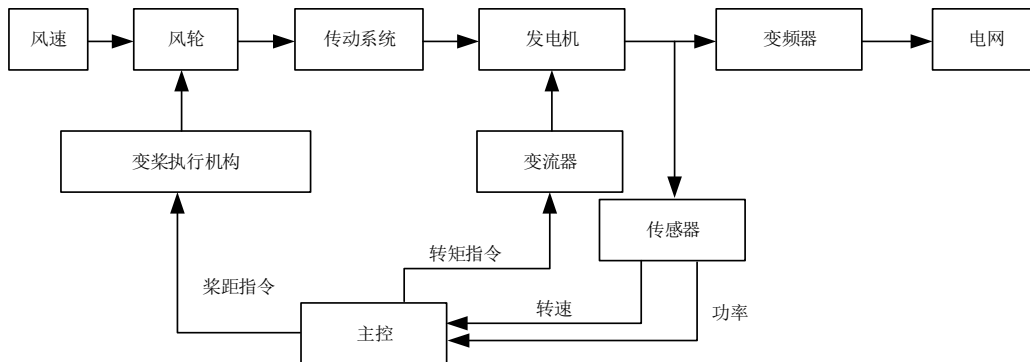 风速
风轮
传动系统
发电机
变频器
电网
变桨执行机构
变流器
传感器
转矩指令
桨距指令
转速
功率
主控